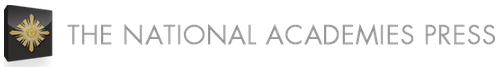 THE NATIONAL ACADEMIES PRESS